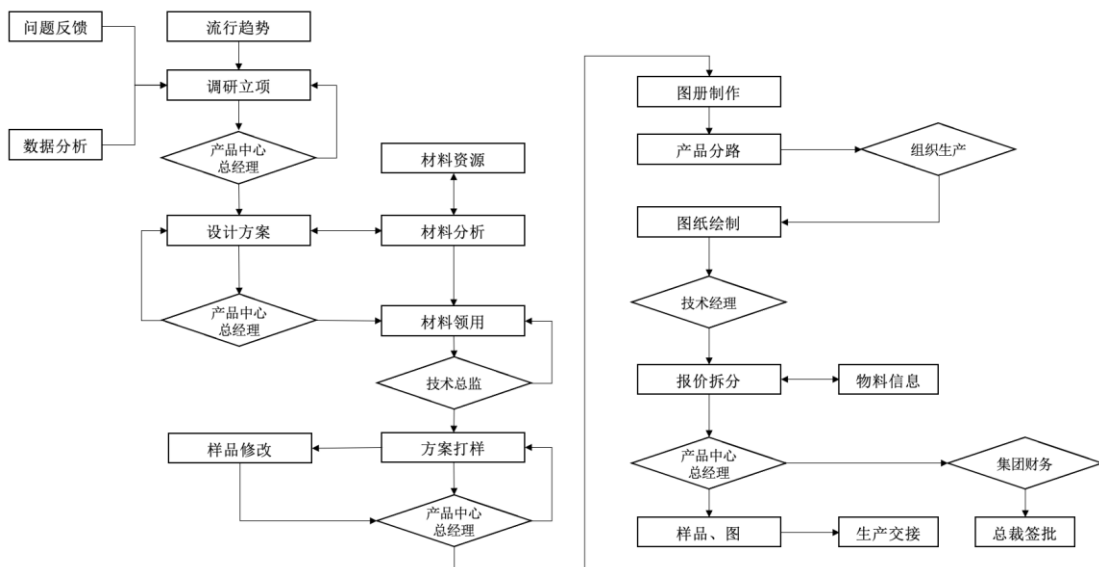 问题反馈
流行趋势
调研立项
数据分析
产品中心
总经理
材料资源
设计方案
材料分析
产品中心
总经理
材料领用
技术总监
样品修改
方案打样
产品中心
总经理
图册制作
产品分路
组织生产
图纸绘制
技术经理
报价拆分
物料信息
产品中心
总经理
集团财务
样品、图
生产交接
总裁签批